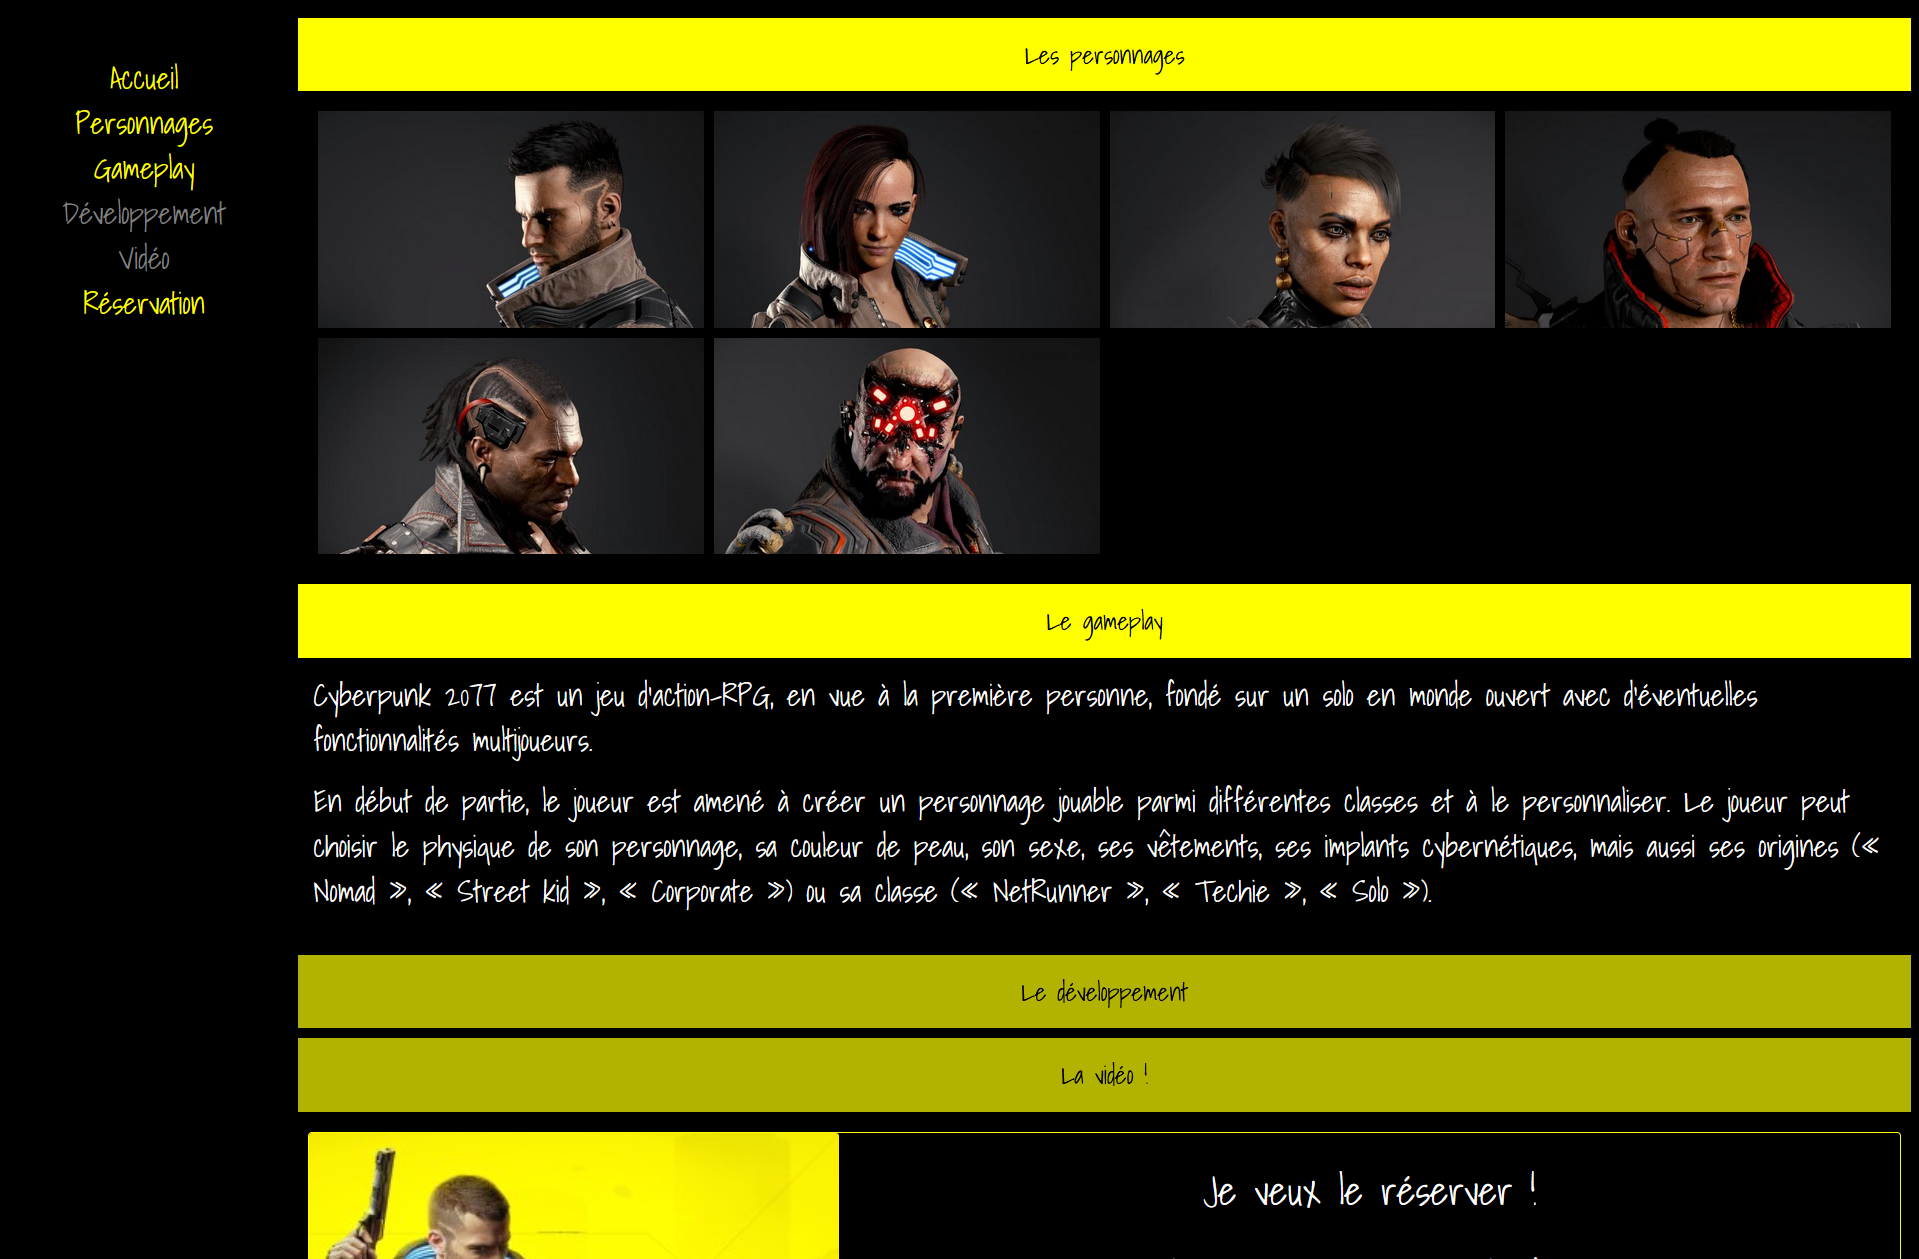 Accueil
Personnages
Gameplay
Développement
Vidéo
Réservation
Les personnages
Le gameplay
Cyberpunk 2077 est un jeu d'action-RPG, en vue à la première personne, fondé sur un solo en monde ouvert avec d'éventuelles
fonctionnalités multijoueurs.
En début de partie, le joueur est amené à créer un personnage jouable parmi différentes classes et à le personnaliser. Le joueur peut
choisir le physique de son personnage, sa couleur de peau, son sexe, ses vêtements, ses implants cybernétiques, mais aussi ses origines («
Nomad », « Street kid », « Corporate ») ou sa classe (« NetRunner », « Techie », « Solo »).
Le développement
La vidéo !
Je veux le réserver !